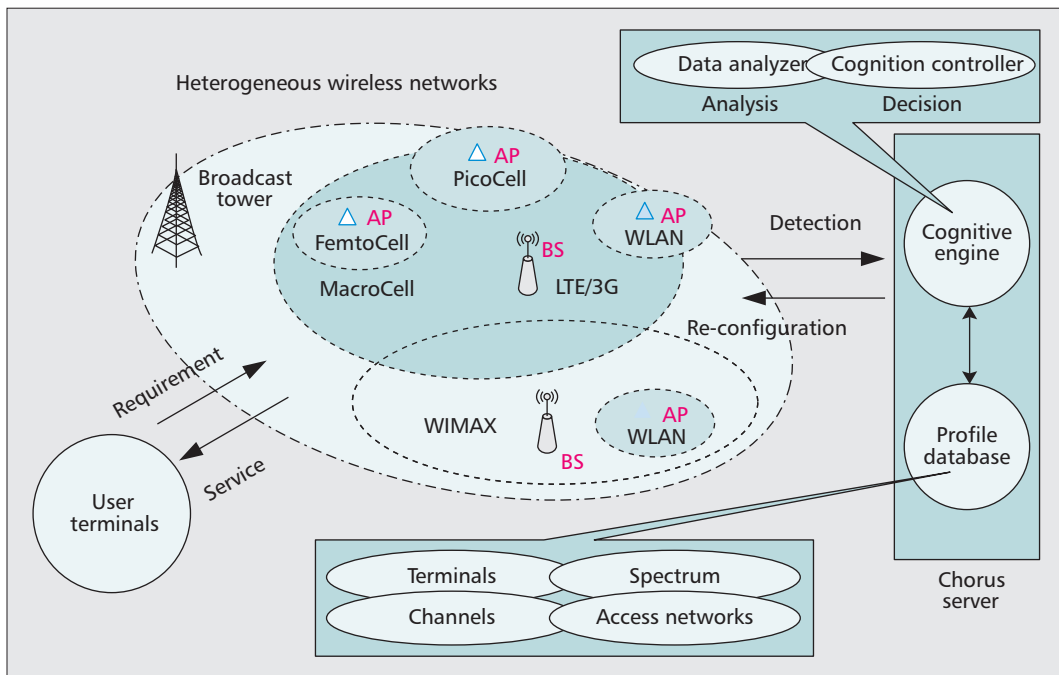 Data analyzer
Cognition controller
Analysis
Decision
Heterogeneous wireless networks
Broadcast
tower
AP
PicoCell
AP
FemtoCell
AP
WLAN
BS
MacroCell
LTE/3G
Detection
Re-configuration
Cognitive
engine
Requirement
Service
WIMAX
BS
AP
WLAN
User
terminals
Profile
database
Terminals
Spectrum
Channels
Access networks
Chorus
server